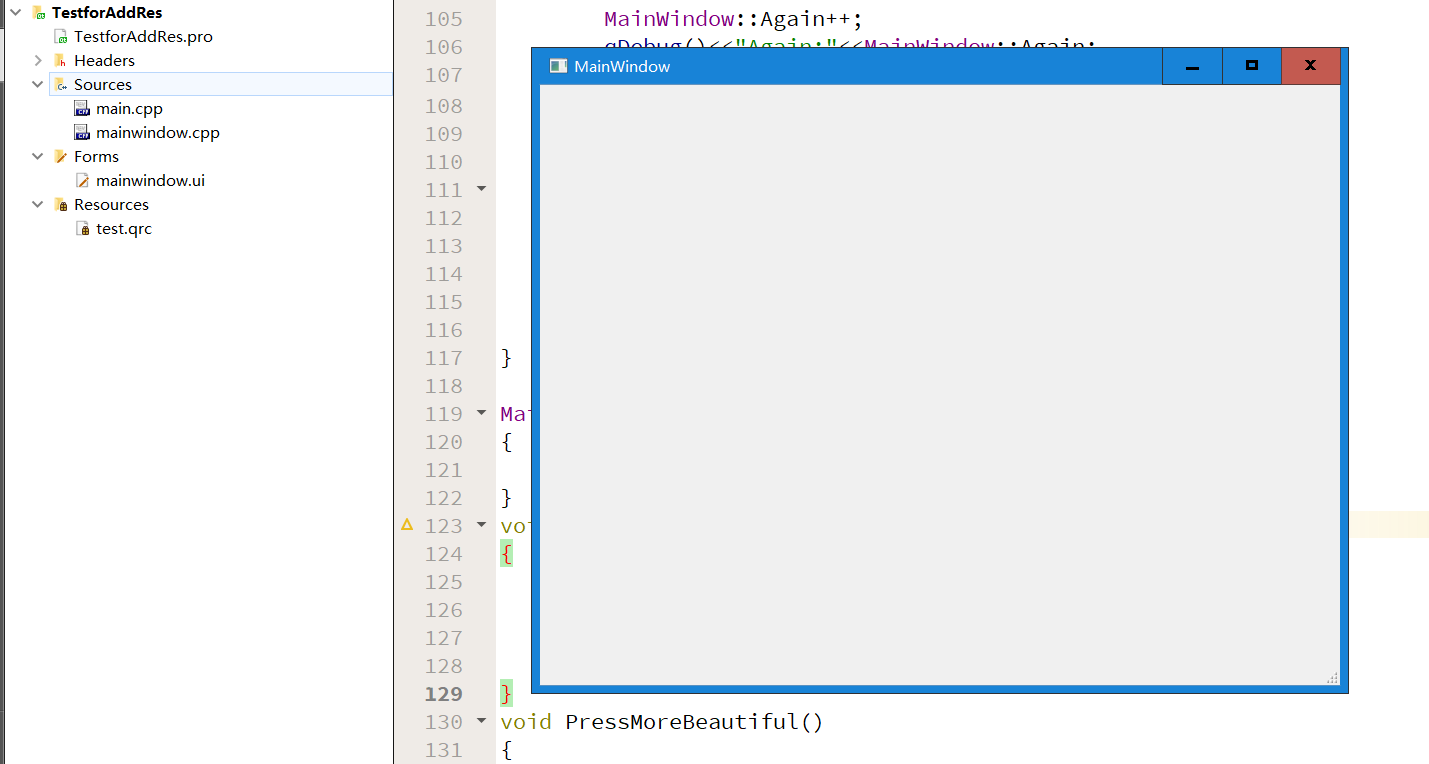 TestforAddRes
TestforAddRes.pro
Headers
Sources
main.cpp
mainwindow.cpp
Forms
mainwindow.ui
Resources
test.qrc
105 MainWindow::Again++;
106 qDebug()<<"Again:"<<MainWindow::Again;
107
108
109
110
111
112
113
114
115
116
117 }
118
119
120 {
121
122 }
123
124 {
125
126
127
128
129 }
130 void PressMoreBeautiful()
131 {
MainWindow